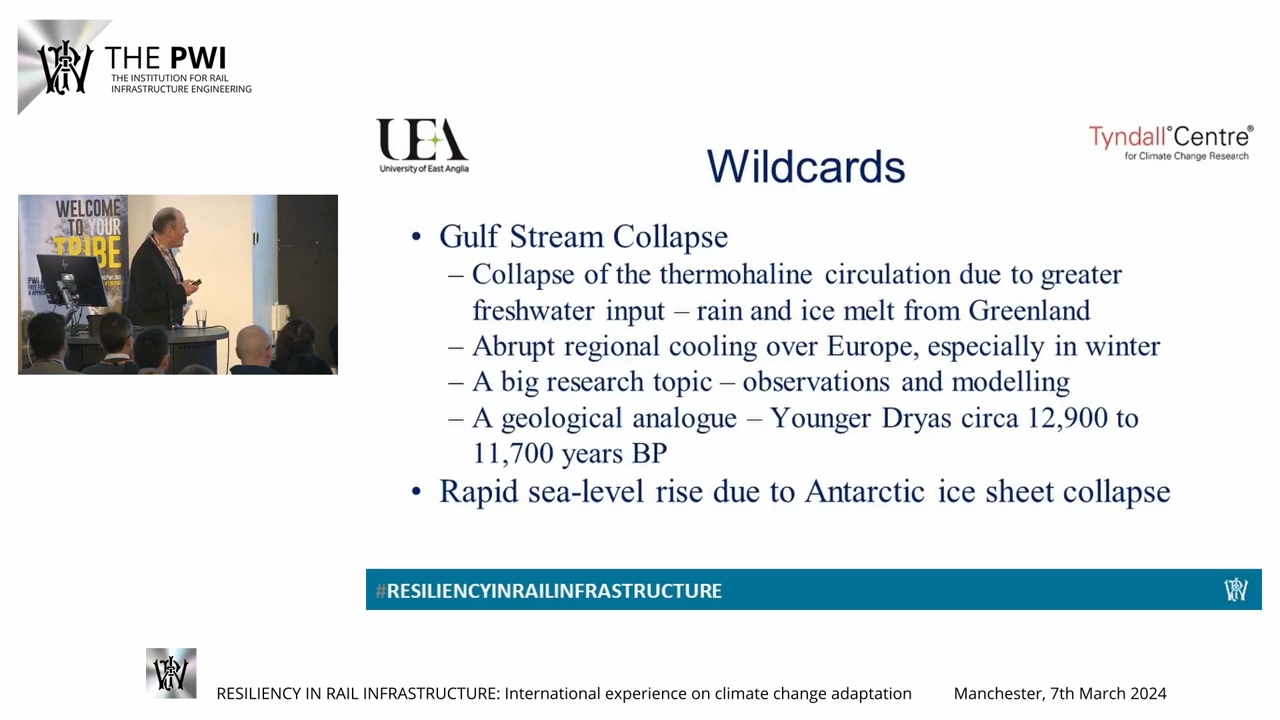 THE PWI
THE INSTITUTION FOR RAIL
INFRASTRUCTURE ENGINEERING
UEA
University of East Anglia
Tyndall°Centre®
for Climate Change Research
Wildcards
• Gulf Stream Collapse
– Collapse of the thermohaline circulation due to greater
freshwater input – rain and ice melt from Greenland
– Abrupt regional cooling over Europe, especially in winter
– A big research topic – observations and modelling
– A geological analogue – Younger Dryas circa 12,900 to
11,700 years BP
• Rapid sea-level rise due to Antarctic ice sheet collapse
WELCOME
TO YOUR
TRIBE
#RESILIENCYINRAILINFRASTRUCTURE
RESILIENCY IN RAIL INFRASTRUCTURE: International experience on climate change adaptation
Manchester, 7th March 2024